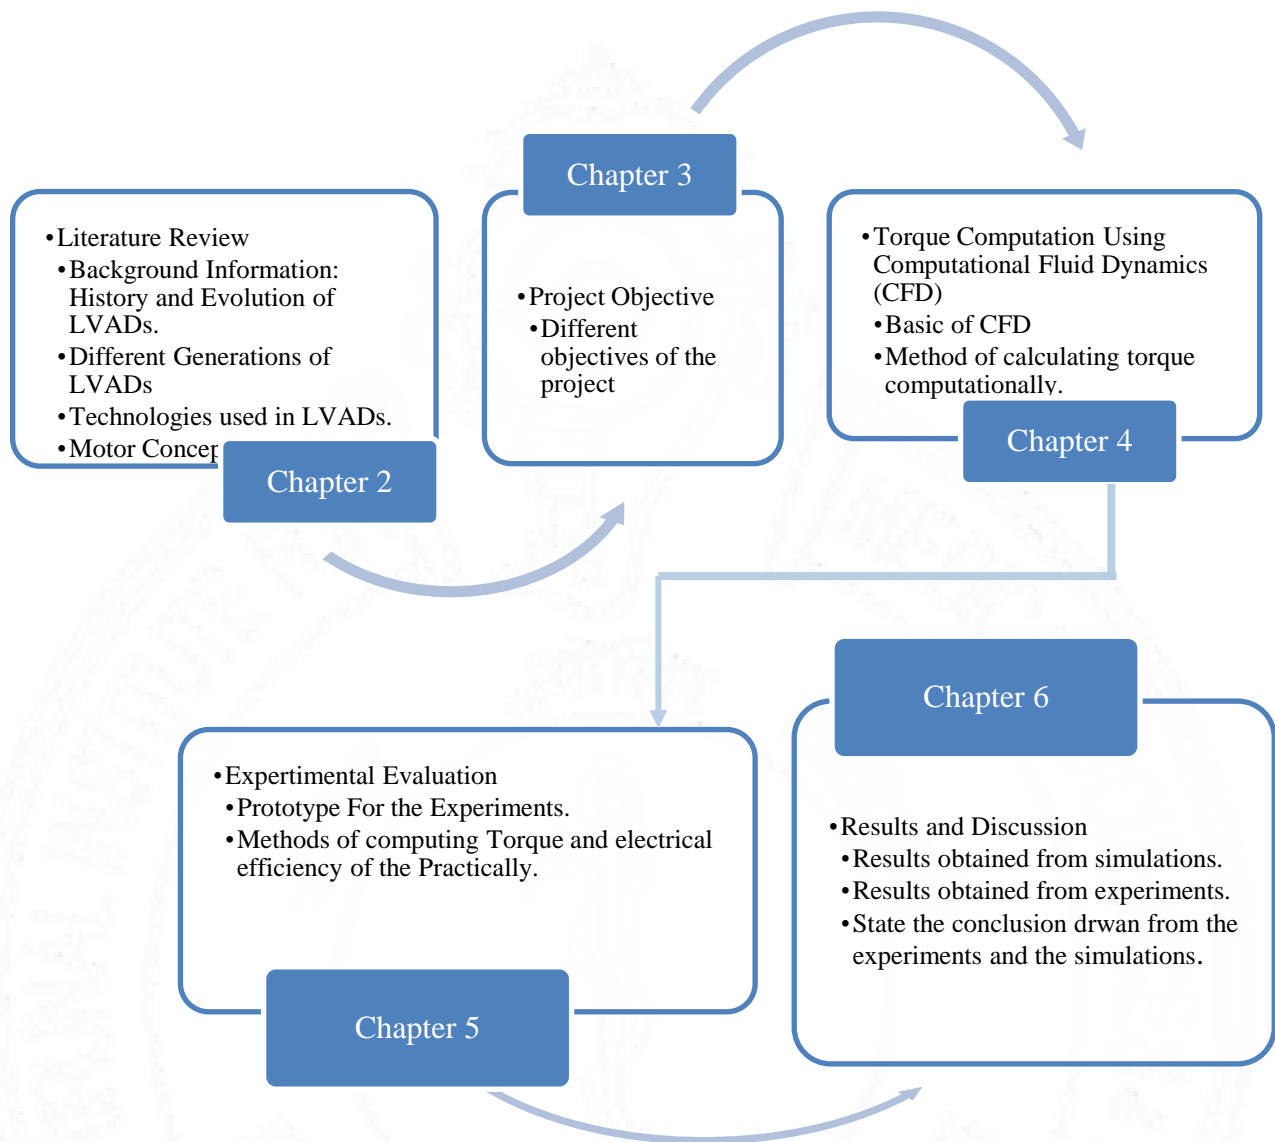 Chapter 3
•Literature Review
•Background Information:
History and Evolution of
LVADs.
•Different Generations of
LVADs
•Technologies used in LVADs.
•Motor Concep
Chapter 2
•Project Objective
•Different
objectives of the
project
•Torque Computation Using
Computational Fluid Dynamics
(CFD)
•Basic of CFD
•Method of calculating torque
computationally.
Chapter 4
•Expertimental Evaluation
•Prototype For the Experiments.
•Methods of computing Torque and electrical
efficiency of the Practically.
Chapter 5
Chapter 6
•Results and Discussion
•Results obtained from simulations.
•Results obtained from experiments.
•State the conclusion drwan from the
experiments and the simulations.